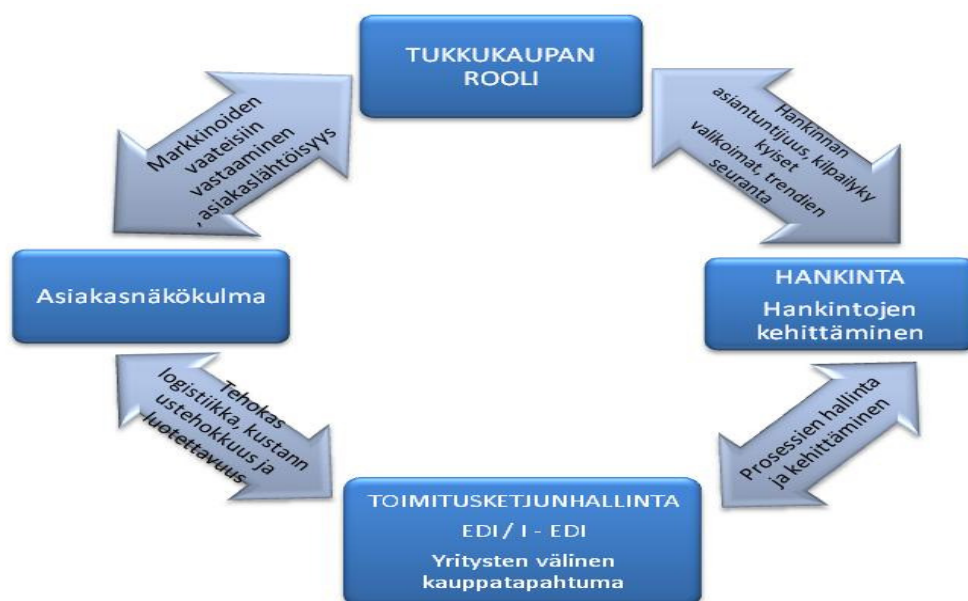 TUKKUKAUPAN
ROOLI
Markkinoiden
vaateisiin
vastaaminen
,asiakaslähtöisyys
Hankinnan
asiantuntijuus, kilpailyky
kyiset
valikoimat, trendien
seuranta
Asiakasnäkökulma
HANKINTA
Hankintojen
kehittäminen
Tehokas
logistiikka, kustann
ustehokkuus ja
luotettavuus
Prosessien hallinta
ja kehittäminen
TOIMITUSKETJUNHALLINTA
EDI / I - EDI
Yritysten välinen
kauppatapahtuma